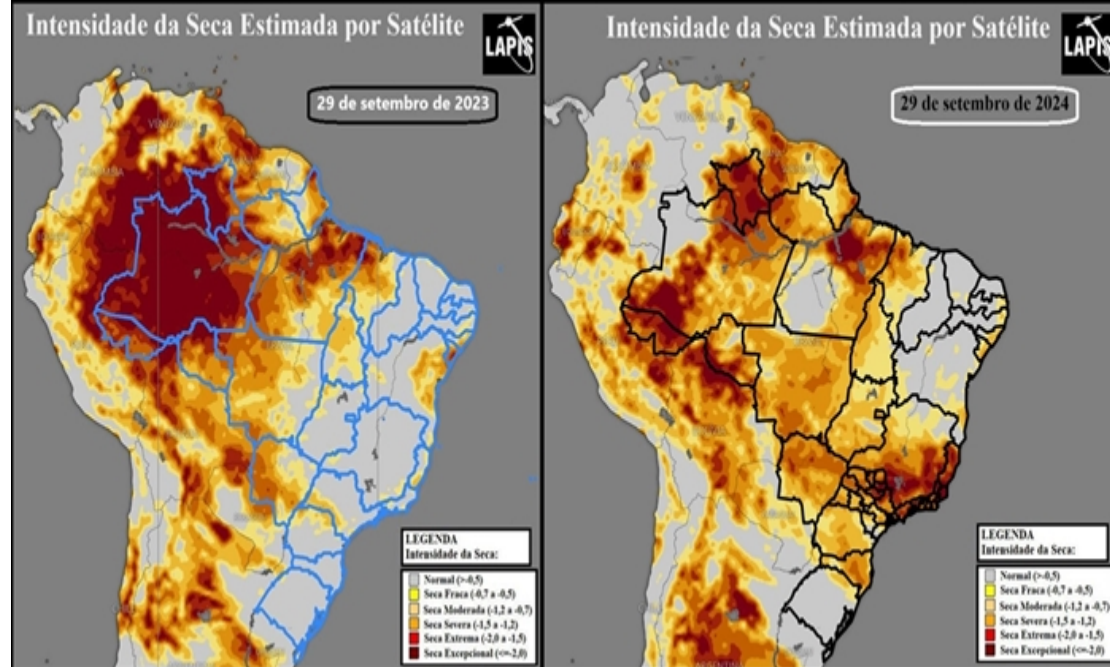 Intensidade da Seca Estimada por Satélite
LAPIS
29 de setembro de 2023
VENEZUELA
COLOMBIA
LEGENDA
Intensidade da Seca:
Normal (>-0,5)
Seca Fraca (-0,7 a -0,5)
Seca Moderada (-1,2 a -0,7)
Seca Severa (-1,5 a -1,2)
Seca Extrema (-2,0 a -1,5)
Seca Excepcional (<=-2,0)
Intensidade da Seca Estimada por Satélite
LAPIS
29 de setembro de 2024
VENEZUELA
LEGENDA
Intensidade da Seca:
Normal (>-0,5)
Seca Fraca (-0,7 a -0,5)
Seca Moderada (-1,2 a -0,7)
Seca Severa (-1,5 a -1,2)
Seca Extrema (-2,0 a -1,5)
Seca Excepcional (<=-2,0)